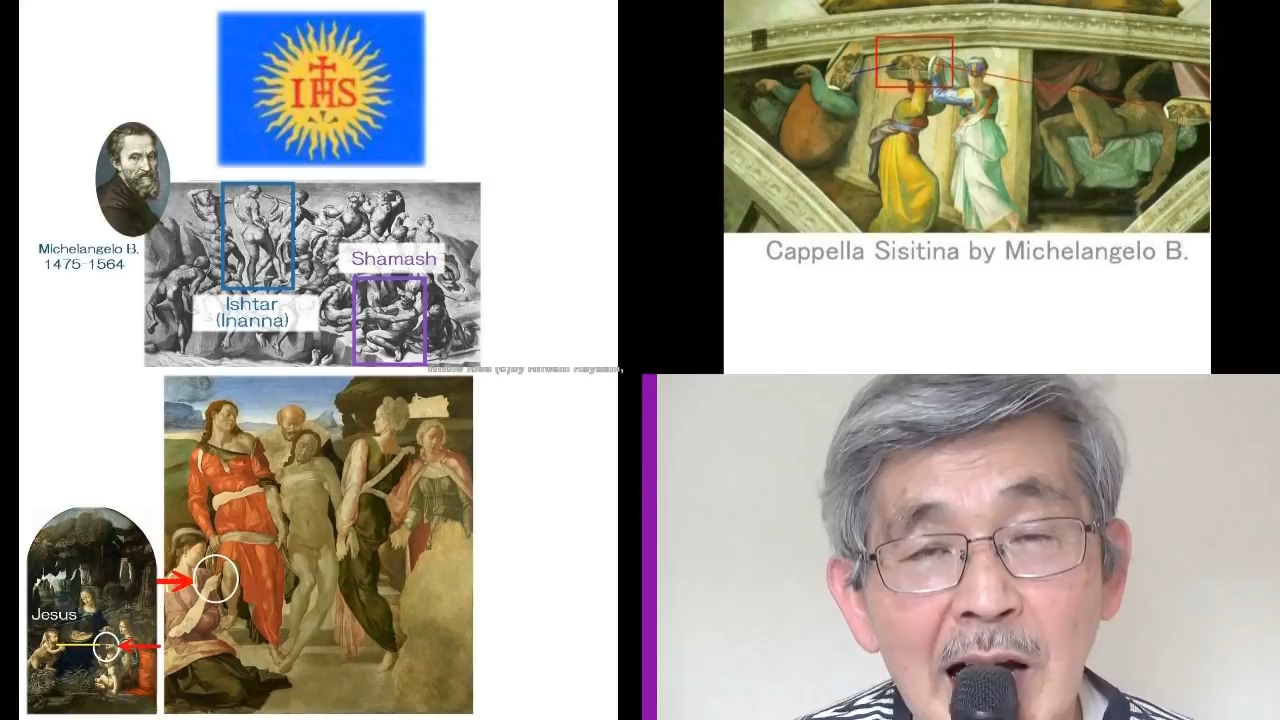 IHS
Michelangelo B.
1475-1564
Shamash
Ishtar
(Inanna)
Jesus
Cappella Sisitina by Michelangelo B.